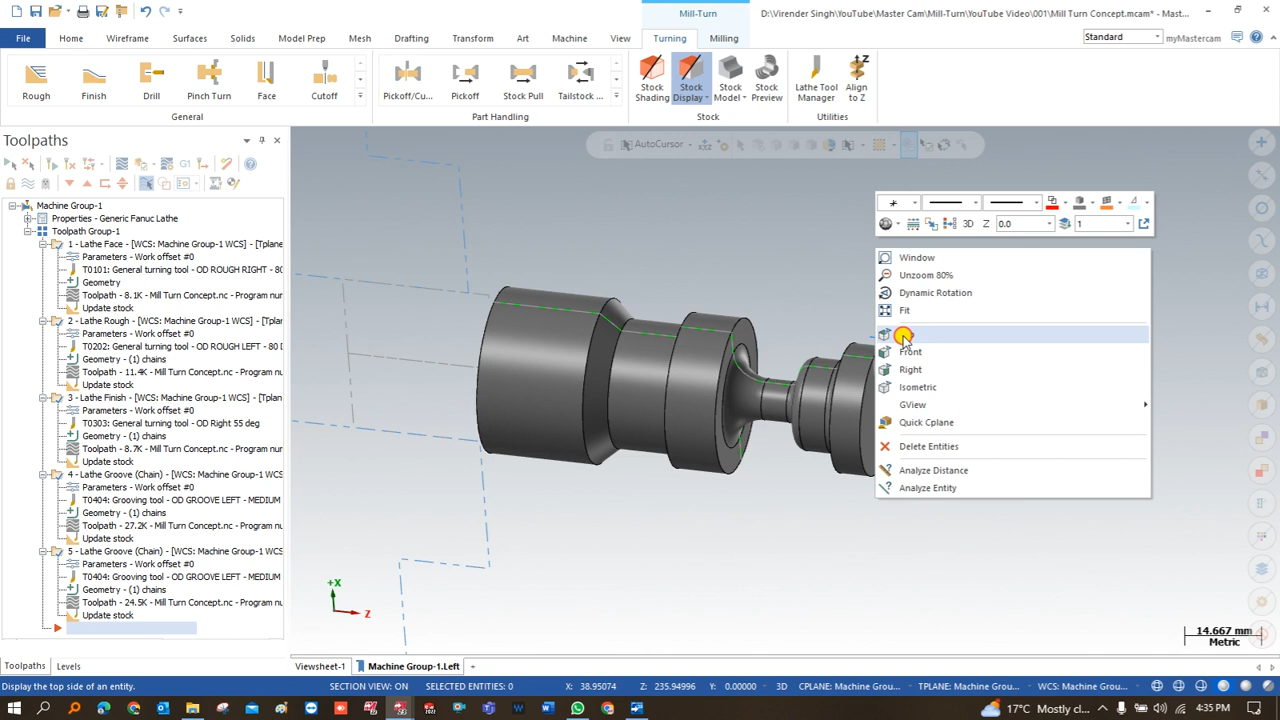 Mill-Turn
D:\Virender Singh\YouTube\Master Cam\Mill-Turn\YouTube Video\001\Mill Turn Concept.mcam* - Mast...
File Home Wireframe Surfaces Solids Model Prep Mesh Drafting Transform Art Machine View Turning Milling
Standard myMastercam
Rough Finish Drill Pinch Turn Face Cutoff
General
Pickoff/Cu... Pickoff Stock Pull Tailstock ...
Part Handling
Stock Shading Stock Display Stock Model Stock Preview
Stock
Lathe Tool Manager Align to Z
Utilities
Toolpaths
G1
AutoCursor
Machine Group-1
Properties - Generic Fanuc Lathe
Toolpath Group-1
1 - Lathe Face - [WCS: Machine Group-1 WCS] - [Tplane
Parameters - Work offset #0
T0101: General turning tool - OD ROUGH RIGHT - 80
Geometry
Toolpath - 8.1K - Mill Turn Concept.nc - Program num
Update stock
2 - Lathe Rough - [WCS: Machine Group-1 WCS] - [Tp
Parameters - Work offset #0
T0202: General turning tool - OD ROUGH LEFT - 80
Geometry - (1) chains
Toolpath - 11.4K - Mill Turn Concept.nc - Program nu
Update stock
3 - Lathe Finish - [WCS: Machine Group-1 WCS] - [Tpl
Parameters - Work offset #0
T0303: General turning tool - OD Right 55 deg
Geometry - (1) chains
Toolpath - 8.7K - Mill Turn Concept.nc - Program num
Update stock
4 - Lathe Groove (Chain) - [WCS: Machine Group-1 WC
Parameters - Work offset #0
T0404: Grooving tool - OD GROOVE LEFT - MEDIUM
Geometry - (1) chains
Toolpath - 27.2K - Mill Turn Concept.nc - Program nu
Update stock
5 - Lathe Groove (Chain) - [WCS: Machine Group-1 WC
Parameters - Work offset #0
T0404: Grooving tool - OD GROOVE LEFT - MEDIUM
Geometry - (1) chains
Toolpath - 24.5K - Mill Turn Concept.nc - Program nu
Update stock
3D Z 0.0 1
Window
Unzoom 80%
Dynamic Rotation
Fit
Front
Right
Isometric
GView
Quick Cplane
Delete Entities
Analyze Distance
Analyze Entity
+X
Z
14.667 mm
Metric
Toolpaths Levels
Viewsheet-1 Machine Group-1.Left +
Display the top side of an entity.
SECTION VIEW: ON SELECTED ENTITIES: 0 X: 38.95074 Z: 235.94996 Y: 0.00000 3D CPLANE: Machine Grou... TPLANE: Machine Grou... WCS: Machine Grou...
17°C Mostly cl... 4:35 PM